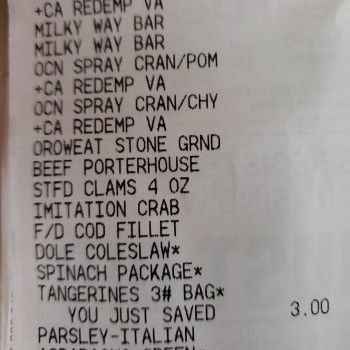 +CA REDEMP VA
MILKY WAY BAR
MILKY WAY BAR
OCN SPRAY CRAN/POM
+CA REDEMP VA
OCN SPRAY CRAN/CHY
+CA REDEMP VA
OROWEAT STONE GRND
BEEF PORTERHOUSE
STFD CLAMS 4 OZ
IMITATION CRAB
F/D COD FILLET
DOLE COLESLAW*
SPINACH PACKAGE*
TANGERINES 3# BAG*
YOU JUST SAVED 3.00
PARSLEY-ITALIAN